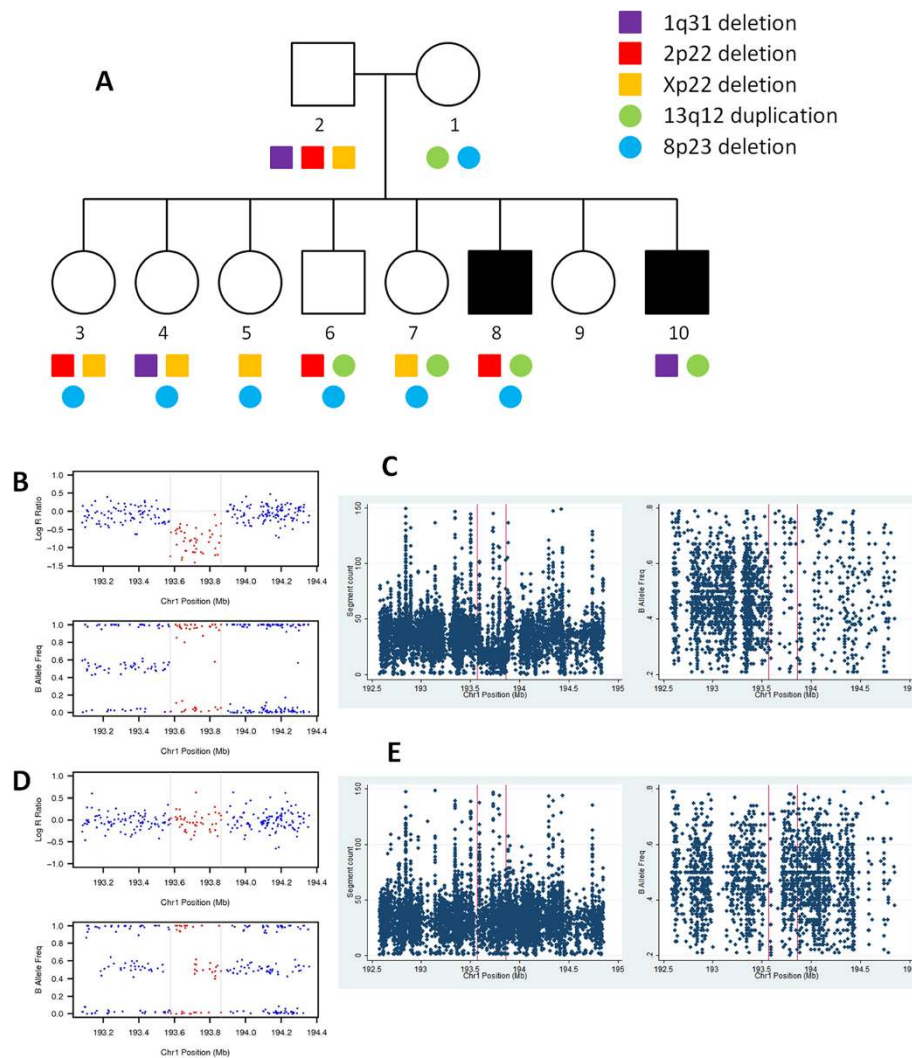 A
1q31 deletion
2p22 deletion
Xp22 deletion
13q12 duplication
8p23 deletion
2 1
3 4 5 6 7 8 9 10
B
1.0
0.5
0.0
-0.5
-1.0
-1.5
Log R Ratio
193.2 193.4 193.6 193.8 194.0 194.2 194.4
Chr1 Position (Mb)
1.0
0.8
0.6
0.4
0.2
0.0
B Allele Freq
193.2 193.4 193.6 193.8 194.0 194.2 194.4
Chr1 Position (Mb)
C
150
100
50
0
Segment count
192.5 193 193.5 194 194.5 195
Chr1 Position (Mb)
.8
.6
.4
.2
B Allele Freq
192.5 193 193.5 194 194.5 195
Chr1 Position (Mb)
D
1.0
0.5
0.0
-0.5
-1.0
Log R Ratio
193.2 193.4 193.6 193.8 194.0 194.2 194.4
Chr1 Position (Mb)
1.0
0.8
0.6
0.4
0.2
0.0
B Allele Freq
193.2 193.4 193.6 193.8 194.0 194.2 194.4
Chr1 Position (Mb)
E
150
100
50
0
Segment count
192.5 193 193.5 194 194.5 195
Chr1 Position (Mb)
.8
.6
.4
.2
B Allele Freq
192.5 193 193.5 194 194.5 195
Chr1 Position (Mb)